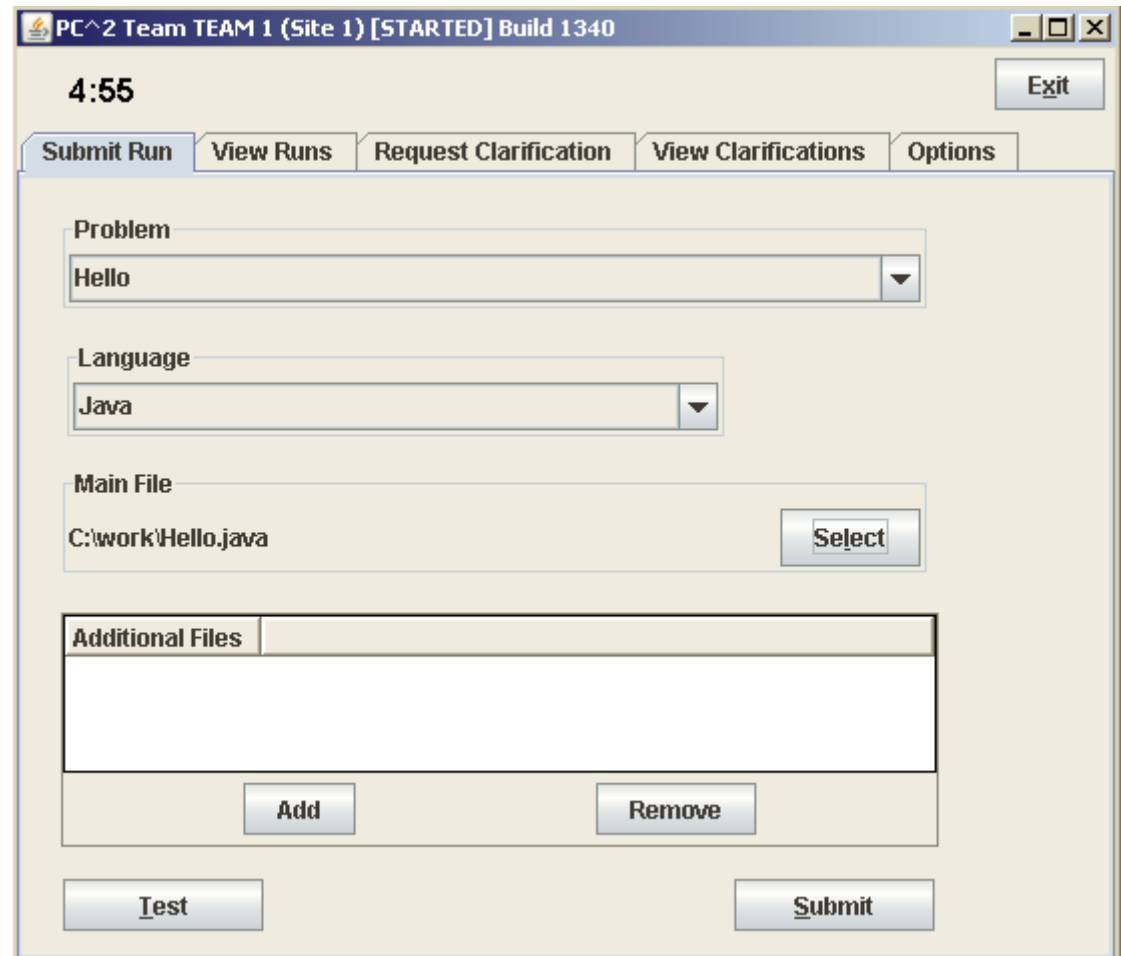 PC^2 Team TEAM 1 (Site 1) [STARTED] Build 1340
4:55
Exit
Submit Run View Runs Request Clarification View Clarifications Options
Problem
Hello
Language
Java
Main File
C:\work\Hello.java Select
Additional Files
Add Remove
Test Submit